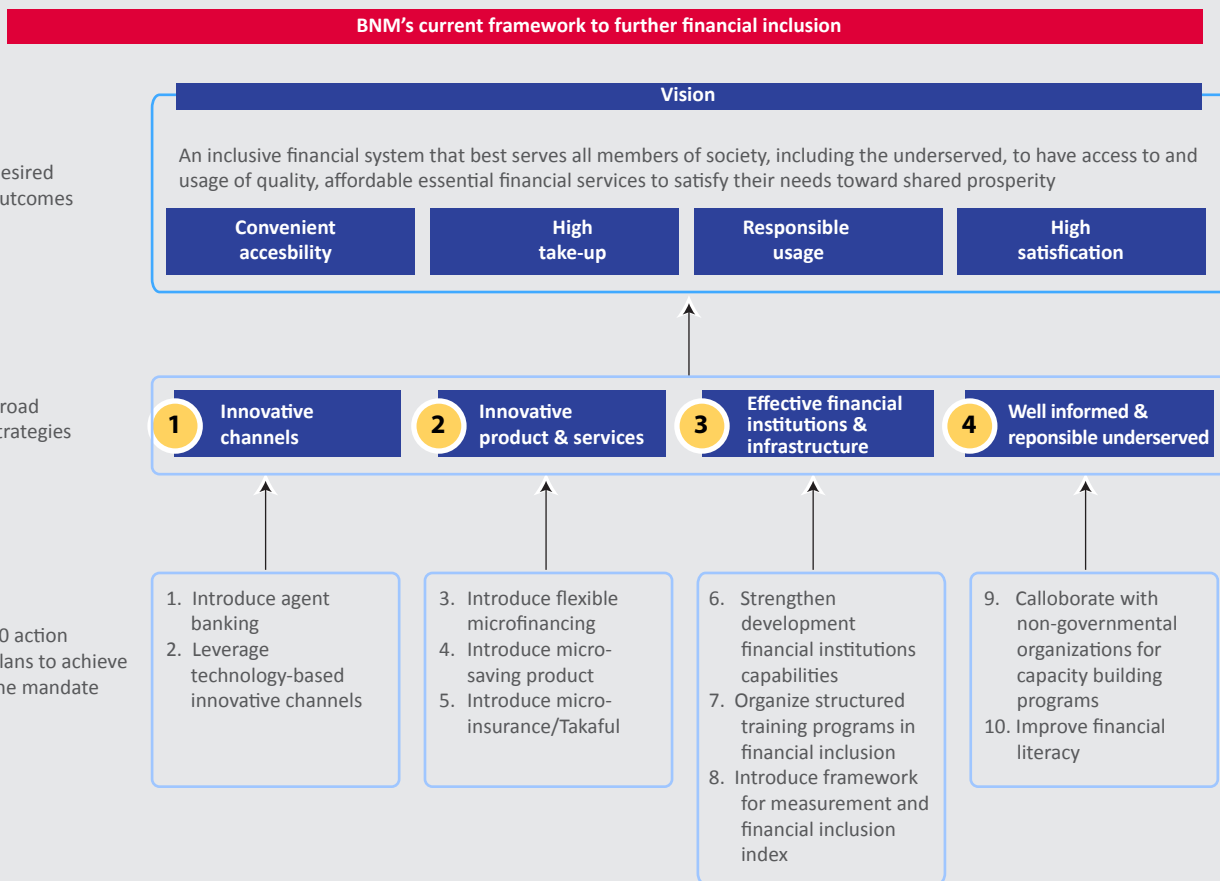 BNM's current framework to further financial inclusion
Vision
esired
utcomes
An inclusive financial system that best serves all members of society, including the underserved, to have access to and
usage of quality, affordable essential financial services to satisfy their needs toward shared prosperity
Convenient
accesbility
High
take-up
Responsible
usage
High
satisfication
road
trategies
1
Innovative
channels
2
Innovative
product & services
3
Effective financial
institutions &
infrastructure
4
Well informed &
reponsible underserved
0 action
lans to achieve
he mandate
1. Introduce agent
banking
2. Leverage
technology-based
innovative channels
3. Introduce flexible
microfinancing
4. Introduce micro-
saving product
5. Introduce micro-
insurance/Takaful
6. Strengthen
development
financial institutions
capabilities
7. Organize structured
training programs in
financial inclusion
8. Introduce framework
for measurement and
financial inclusion
index
9. Calloborate with
non-governmental
organizations for
capacity building
programs
10. Improve financial
literacy